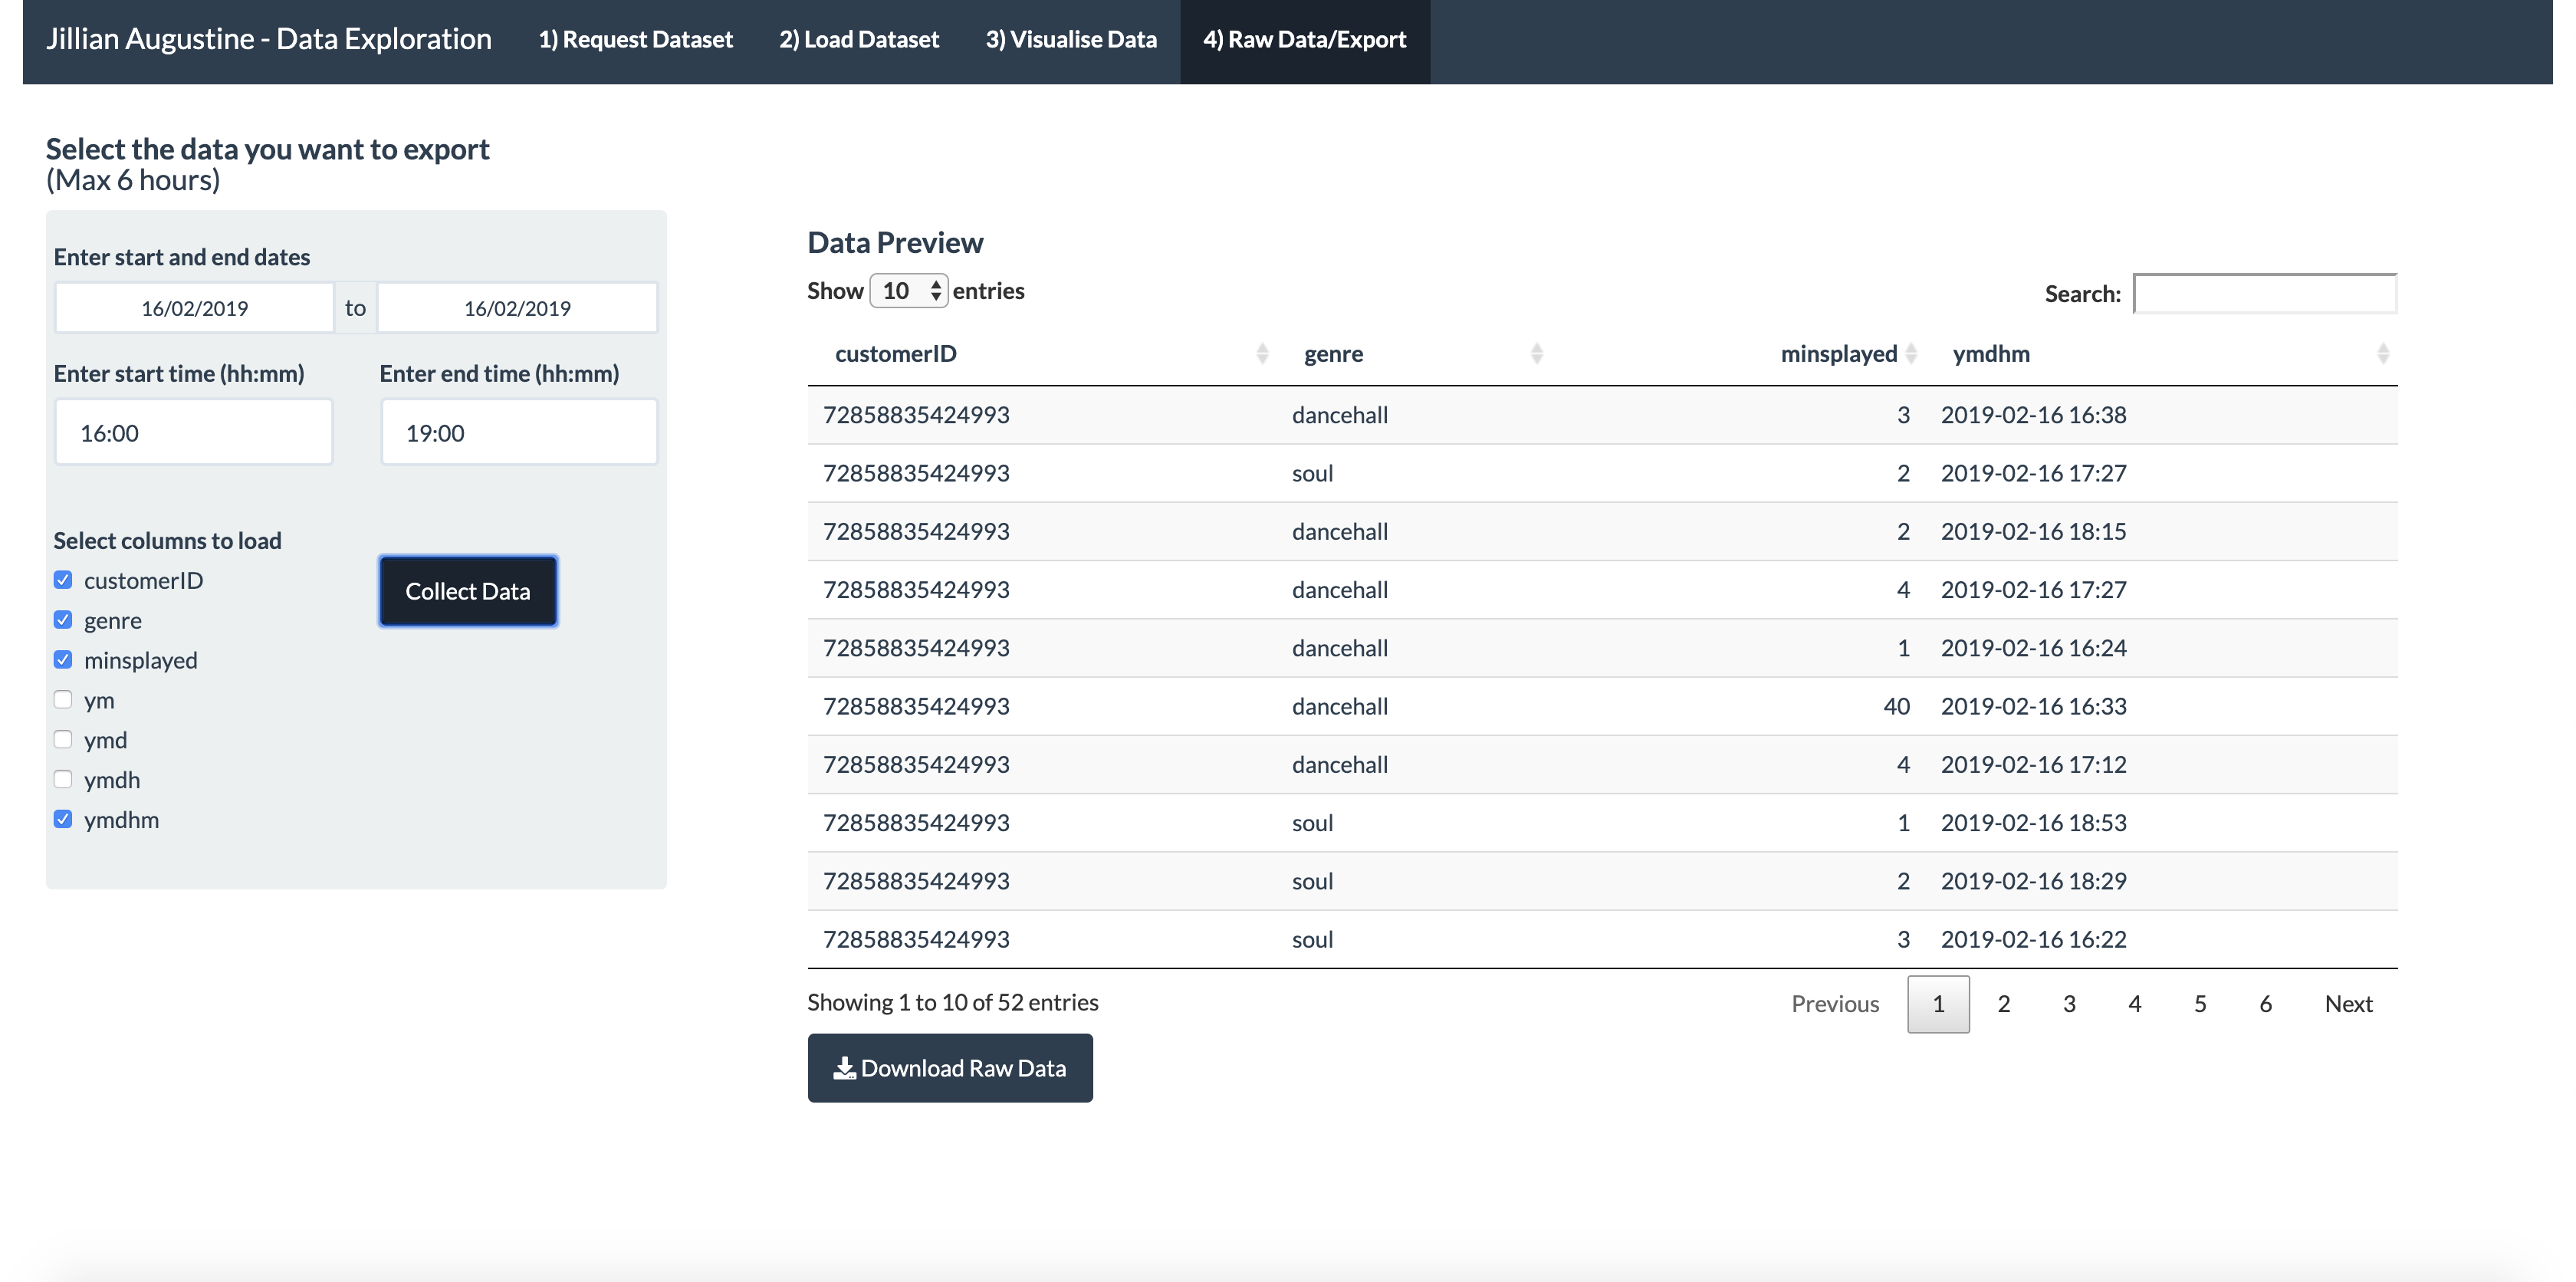 Jillian Augustine - Data Exploration 1) Request Dataset 2) Load Dataset 3) Visualise Data 4) Raw Data/Export
Select the data you want to export
(Max 6 hours)
Enter start and end dates
16/02/2019 to 16/02/2019
Enter start time (hh:mm) Enter end time (hh:mm)
16:00 19:00
Select columns to load
customerID
genre
minsplayed
ym
ymd
ymdh
ymdhm
Collect Data
Data Preview
Show 10 entries Search:
customerID genre minsplayed ymdhm
72858835424993 dancehall 3 2019-02-16 16:38
72858835424993 soul 2 2019-02-16 17:27
72858835424993 dancehall 2 2019-02-16 18:15
72858835424993 dancehall 4 2019-02-16 17:27
72858835424993 dancehall 1 2019-02-16 16:24
72858835424993 dancehall 40 2019-02-16 16:33
72858835424993 dancehall 4 2019-02-16 17:12
72858835424993 soul 1 2019-02-16 18:53
72858835424993 soul 2 2019-02-16 18:29
72858835424993 soul 3 2019-02-16 16:22
Showing 1 to 10 of 52 entries Previous 1 2 3 4 5 6 Next
Download Raw Data